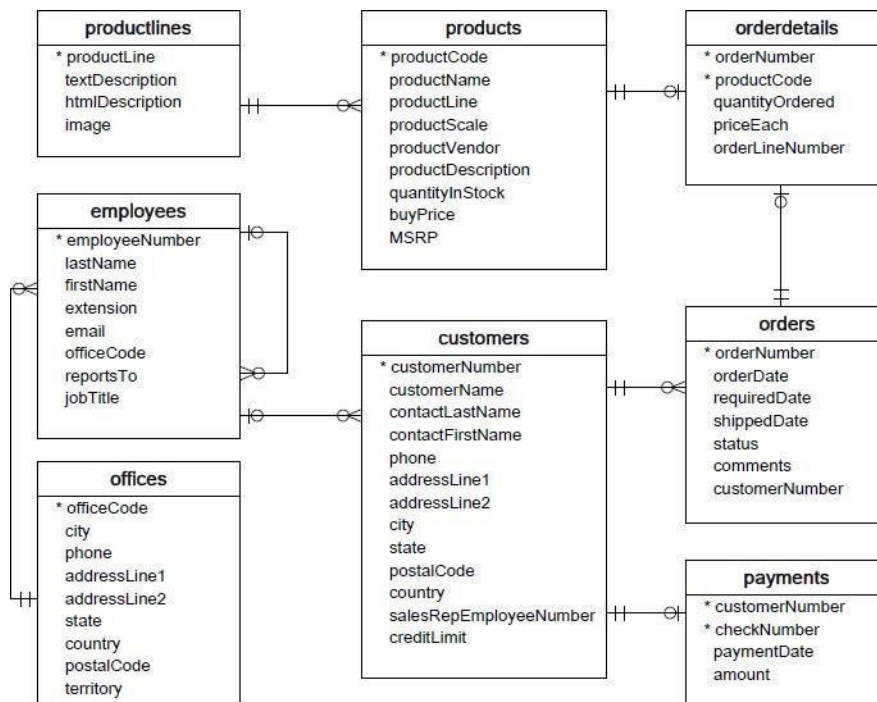 productlines
* productLine
textDescription
htmlDescription
image
products
* productCode
productName
productLine
productScale
productVendor
productDescription
quantityInStock
buyPrice
MSRP
orderdetails
* orderNumber
* productCode
quantityOrdered
priceEach
orderLineNumber
employees
* employeeNumber
lastName
firstName
extension
email
officeCode
reportsTo
jobTitle
customers
* customerNumber
customerName
contactLastName
contactFirstName
phone
addressLine1
addressLine2
city
state
postalCode
country
salesRepEmployeeNumber
creditLimit
orders
* orderNumber
orderDate
requiredDate
shippedDate
status
comments
customerNumber
offices
* officeCode
city
phone
addressLine1
addressLine2
state
country
postalCode
territory
payments
* customerNumber
* checkNumber
paymentDate
amount